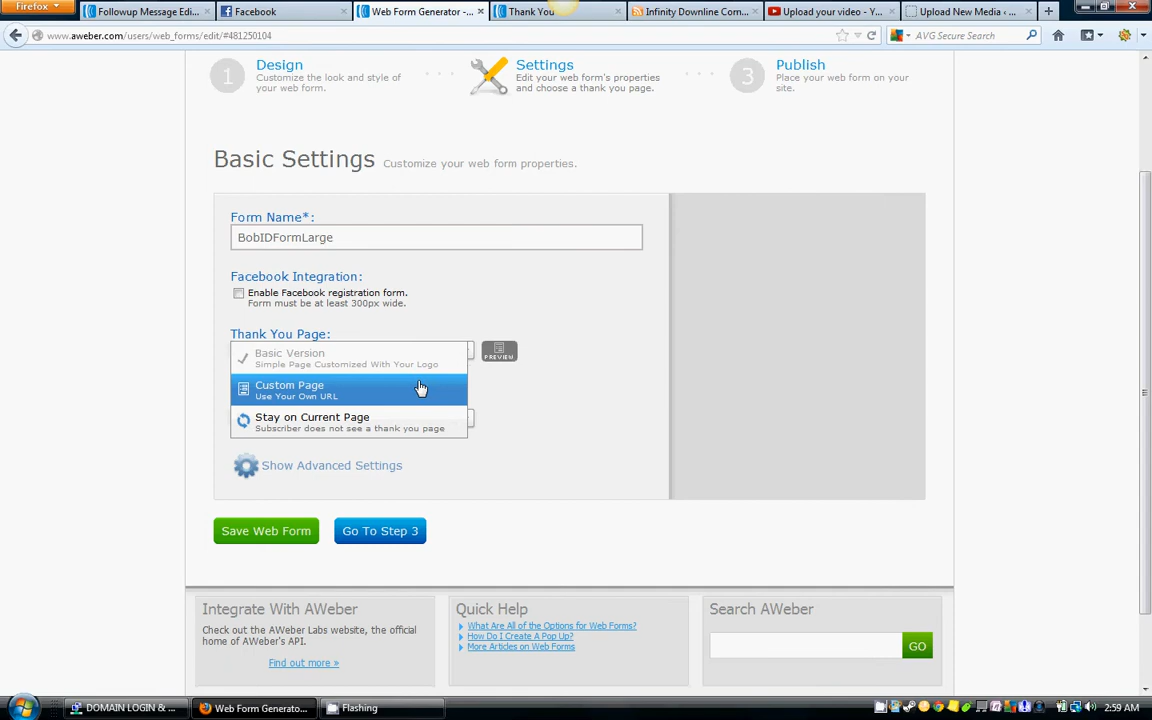 Firefox
Followup Message Edi...
Facebook
Web Form Generator -...
Thank You
Infinity Downline Com...
Upload your video - Y...
Upload New Media ‹ ...
www.aweber.com/users/web_forms/edit/#481250104
AVG Secure Search
1
Design
Customize the look and style of
your web form.
Settings
Edit your web form's properties
and choose a thank you page.
3
Publish
Place your web form on your
site.
Basic Settings Customize your web form properties.
Form Name*:
BobIDFormLarge
Facebook Integration:
Enable Facebook registration form.
Form must be at least 300px wide.
Thank You Page:
Basic Version
Simple Page Customized With Your Logo
PREVIEW
Custom Page
Use Your Own URL
Stay on Current Page
Subscriber does not see a thank you page
Show Advanced Settings
Save Web Form
Go To Step 3
Integrate With AWeber
Check out the AWeber Labs website, the official
home of AWeber's API.
Find out more »
Quick Help
What Are All of the Options for Web Forms?
How Do I Create A Pop Up?
More Articles on Web Forms
Search AWeber
GO
DOMAIN LOGIN & ...
Web Form Generato...
Flashing
2:59 AM